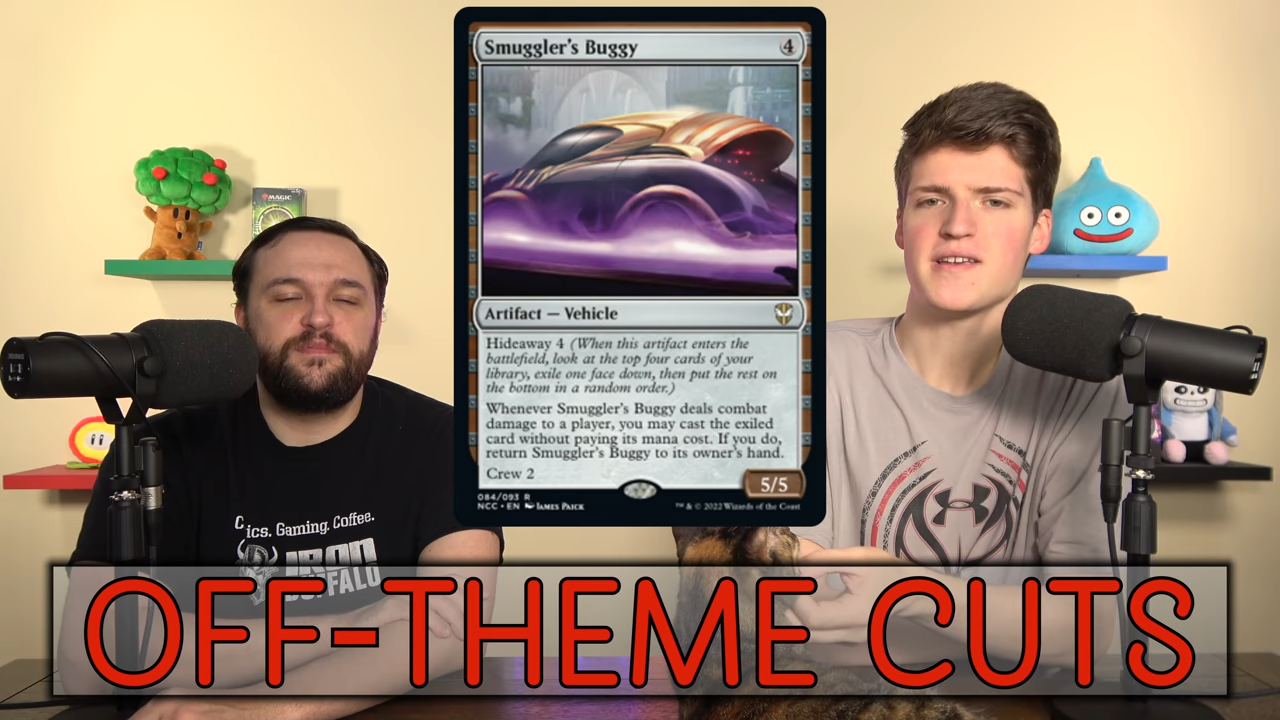 Smuggler's Buggy 4
MAGIC
Artifact — Vehicle
Hideaway 4 (When this artifact enters the
battlefield, look at the top four cards of your
library, exile one face down, then put the rest on
the bottom in a random order.)
Whenever Smuggler's Buggy deals combat
damage to a player, you may cast the exiled
card without paying its mana cost. If you do,
return Smuggler's Buggy to its owner's hand.
Crew 2
5/5
084/093 R
NCC • EN JAMES PAICK
™ & © 2022 Wizards of the Coast
ics. Gaming. Coffee.
IRON
BUFFALO
OFF-THEME CUTS